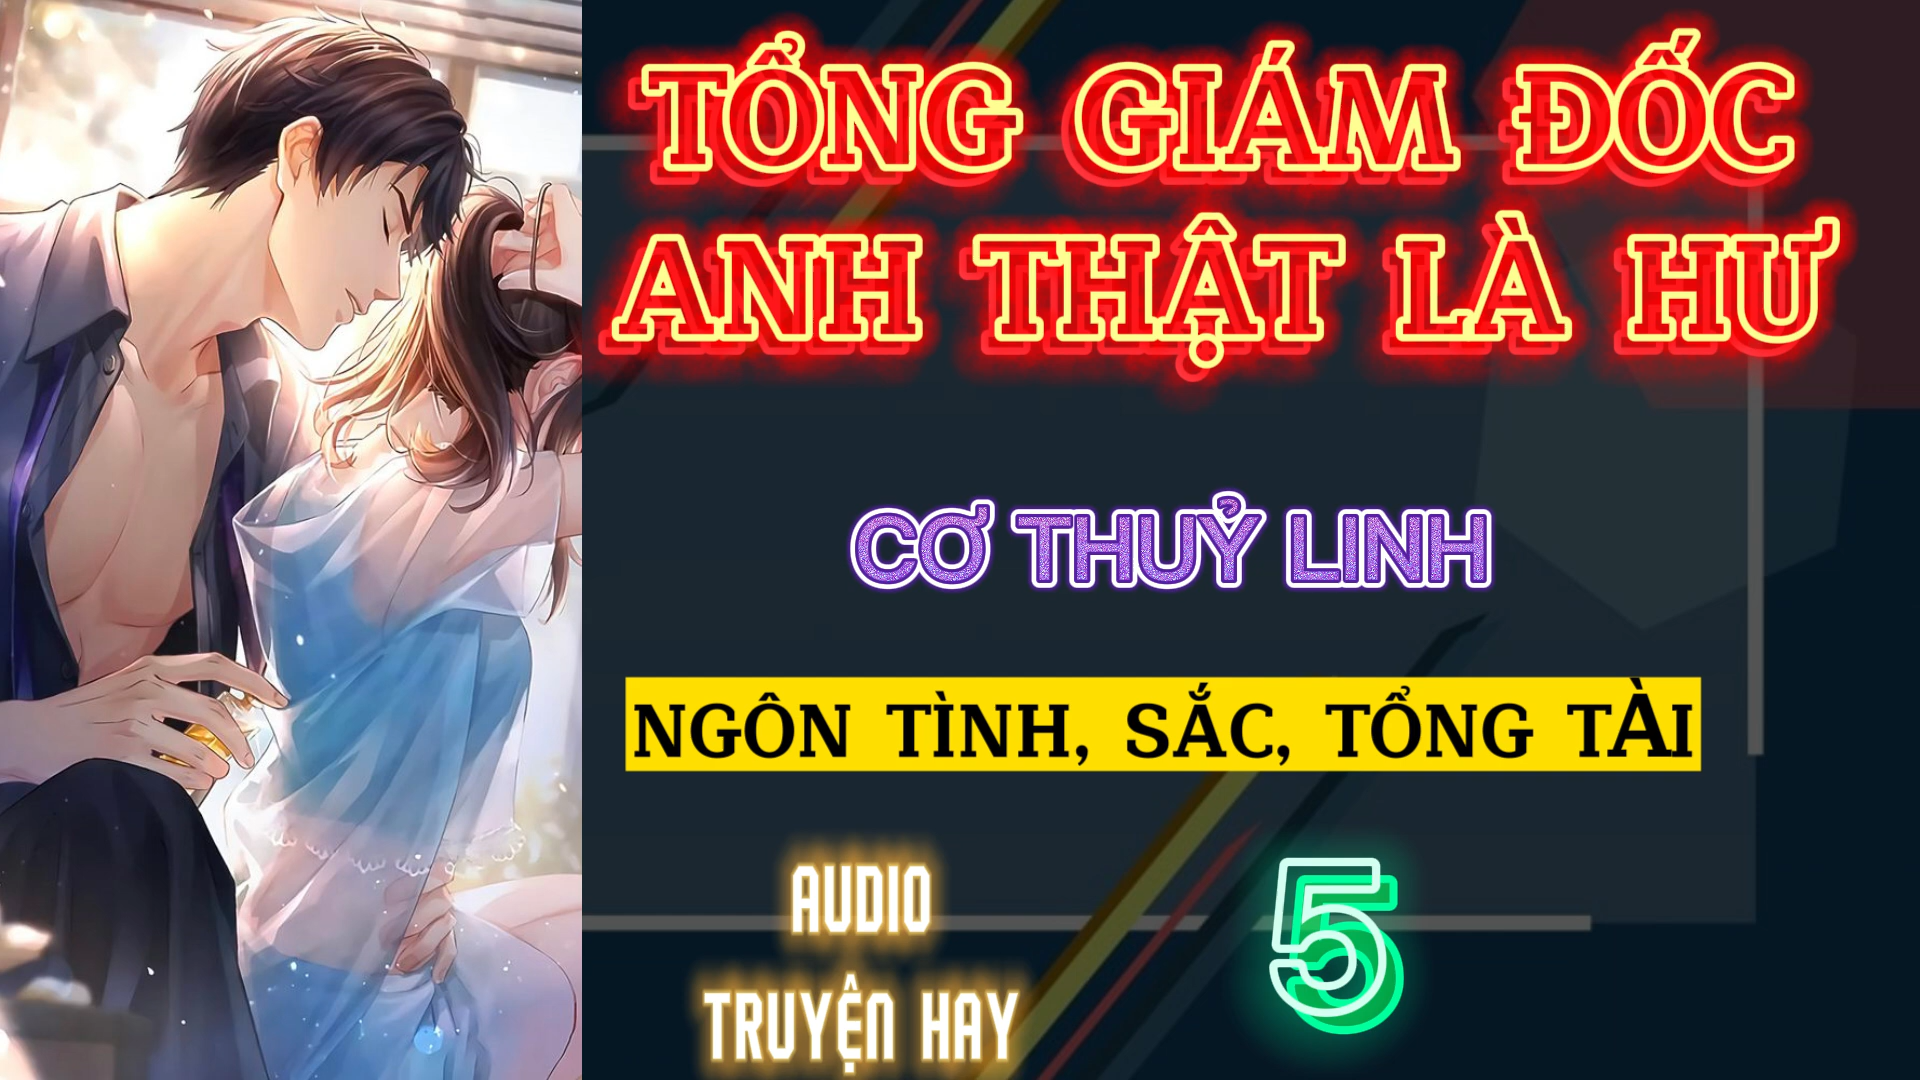 TỔNG GIÁM ĐỐC
ANH THẬT LÀ HƯ
CƠ THUỶ LINH
NGÔN TÌNH, SẮC, TỔNG TÀI
AUDIO
TRUYỆN HAY
5